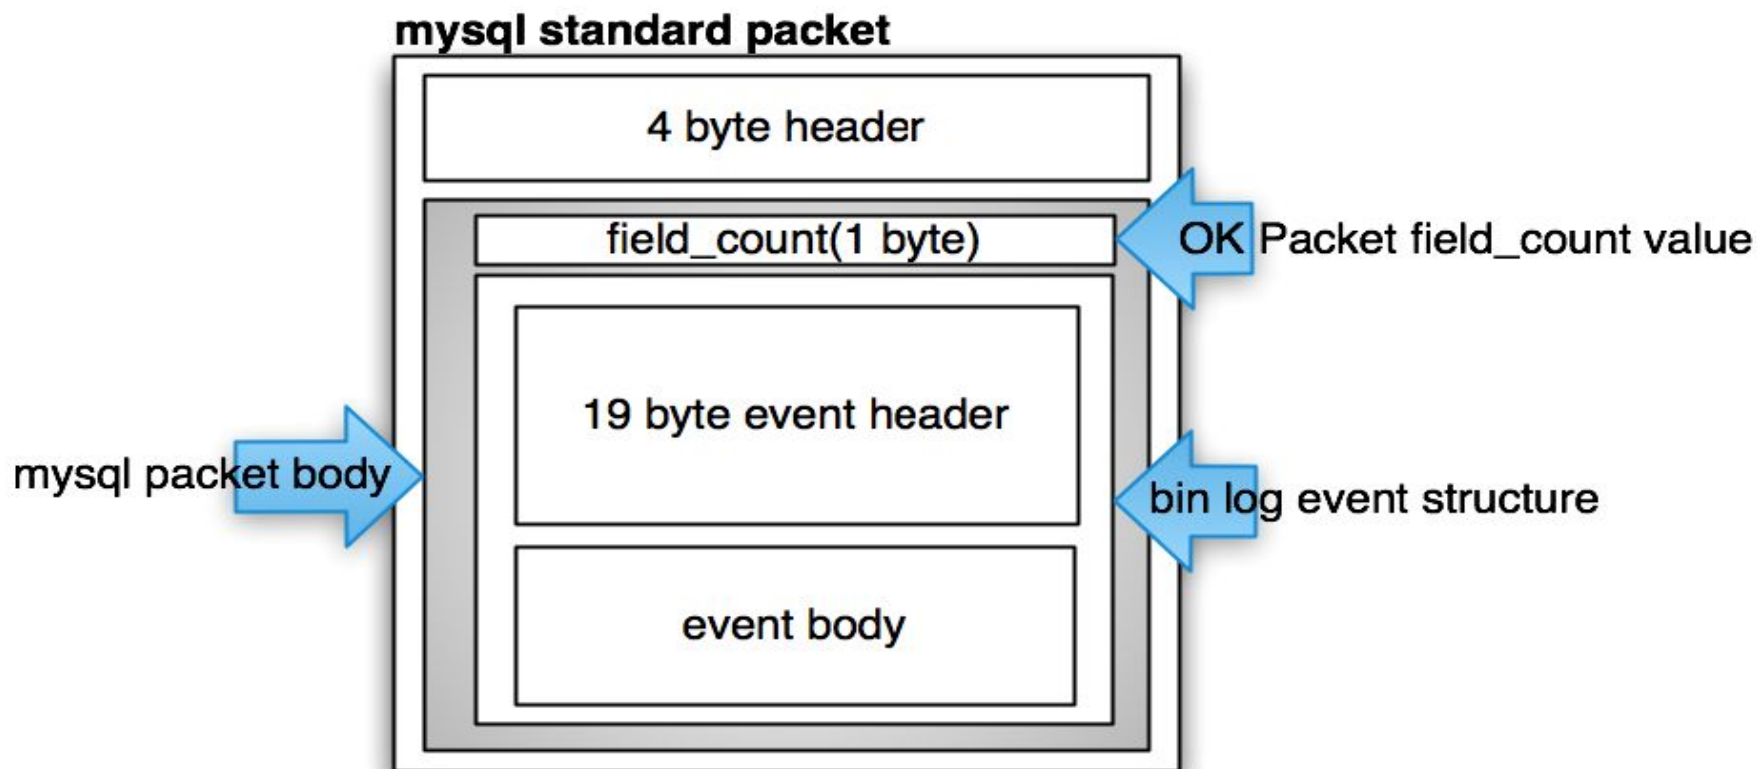 mysql standard packet
4 byte header
field_count(1 byte)
OK Packet field_count value
19 byte event header
mysql packet body
bin log event structure
event body